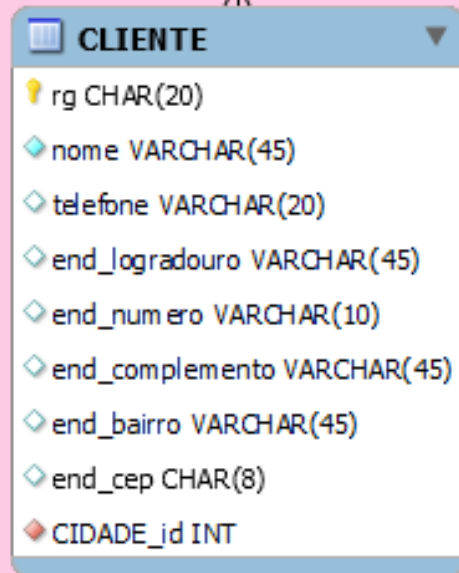 CLIENTE
rg CHAR(20)
nome VARCHAR(45)
telefone VARCHAR(20)
end_logradouro VARCHAR(45)
end_numero VARCHAR(10)
end_complemento VARCHAR(45)
end_bairro VARCHAR(45)
end_cep CHAR(8)
CIDADE_id INT